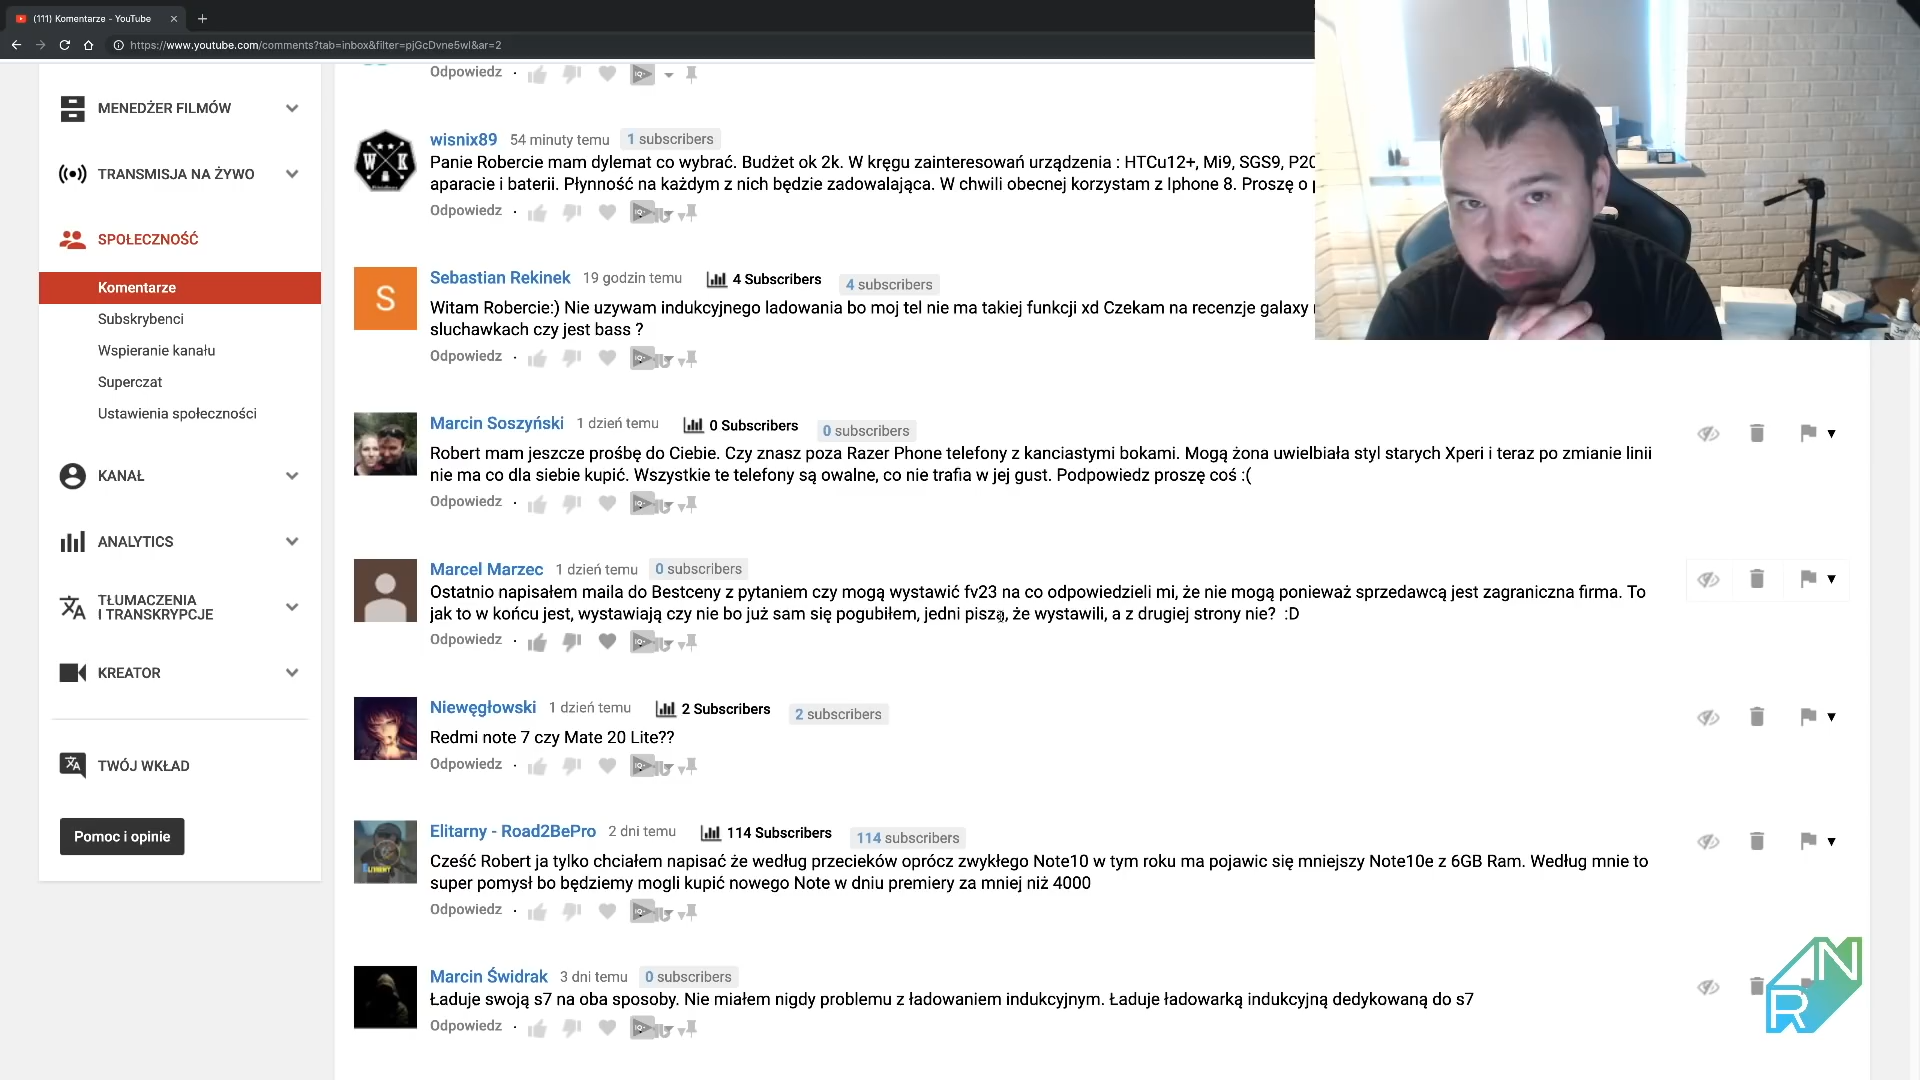 (111) Komentarze - YouTube
https://www.youtube.com/comments?tab=inbox&filter=pjGcDvne5wI&ar=2
MENEDŻER FILMÓW
TRANSMISJA NA ŻYWO
SPOŁECZNOŚĆ
Komentarze
Subskrybenci
Wspieranie kanału
Superczat
Ustawienia społeczności
KANAŁ
ANALYTICS
TŁUMACZENIA
I TRANSKRYPCJE
KREATOR
TWÓJ WKŁAD
Pomoc i opinie
Odpowiedz
wisnix89 54 minuty temu 1 subscribers
Panie Robercie mam dylemat co wybrać. Budżet ok 2k. W kręgu zainteresowań urządzenia : HTCu12+, Mi9, SGS9, P20
aparacie i baterii. Płynność na każdym z nich będzie zadowalająca. W chwili obecnej korzystam z Iphone 8. Proszę o
Odpowiedz
S
Sebastian Rekinek 19 godzin temu 4 Subscribers 4 subscribers
Witam Robercie:) Nie uzywam indukcyjnego ladowania bo moj tel nie ma takiej funkcji xd Czekam na recenzje galaxy
sluchawkach czy jest bass ?
Odpowiedz
Marcin Soszyński 1 dzień temu 0 Subscribers 0 subscribers
Robert mam jeszcze prośbę do Ciebie. Czy znasz poza Razer Phone telefony z kanciastymi bokami. Mogą żona uwielbiała styl starych Xperi i teraz po zmianie linii
nie ma co dla siebie kupić. Wszystkie te telefony są owalne, co nie trafia w jej gust. Podpowiedz proszę coś :(
Odpowiedz
Marcel Marzec 1 dzień temu 0 subscribers
Ostatnio napisałem maila do Bestceny z pytaniem czy mogą wystawić fv23 na co odpowiedzieli mi, że nie mogą ponieważ sprzedawcą jest zagraniczna firma. To
jak to w końcu jest, wystawiają czy nie bo już sam się pogubiłem, jedni piszą, że wystawili, a z drugiej strony nie? :D
Odpowiedz
Niewęgłowski 1 dzień temu 2 Subscribers 2 subscribers
Redmi note 7 czy Mate 20 Lite??
Odpowiedz
Elitarny - Road2BePro 2 dni temu 114 Subscribers 114 subscribers
Cześć Robert ja tylko chciałem napisać że według przecieków oprócz zwykłego Note10 w tym roku ma pojawic się mniejszy Note10e z 6GB Ram. Według mnie to
super pomysł bo będziemy mogli kupić nowego Note w dniu premiery za mniej niż 4000
Odpowiedz
Marcin Świdrak 3 dni temu 0 subscribers
Ładuje swoją s7 na oba sposoby. Nie miałem nigdy problemu z ładowaniem indukcyjnym. Ładuje ładowarką indukcyjną dedykowaną do s7
Odpowiedz
RN